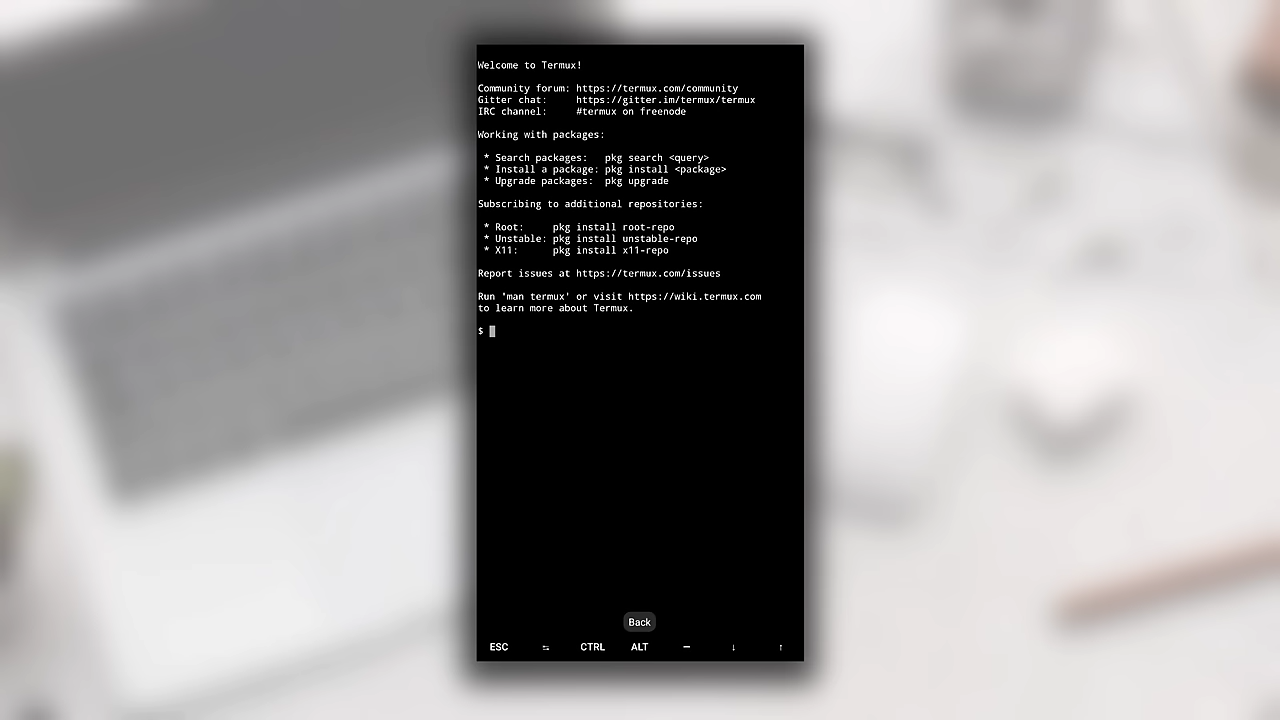 Welcome to Termux!
Community forum: https://termux.com/community
Gitter chat:     https://gitter.im/termux/termux
IRC channel:     #termux on freenode
Working with packages:
 * Search packages:   pkg search <query>
 * Install a package: pkg install <package>
 * Upgrade packages:  pkg upgrade
Subscribing to additional repositories:
 * Root:     pkg install root-repo
 * Unstable: pkg install unstable-repo
 * X11:      pkg install x11-repo
Report issues at https://termux.com/issues
Run 'man termux' or visit https://wiki.termux.com
to learn more about Termux.
$
Back
ESC ⇆ CTRL ALT — ↓ ↑